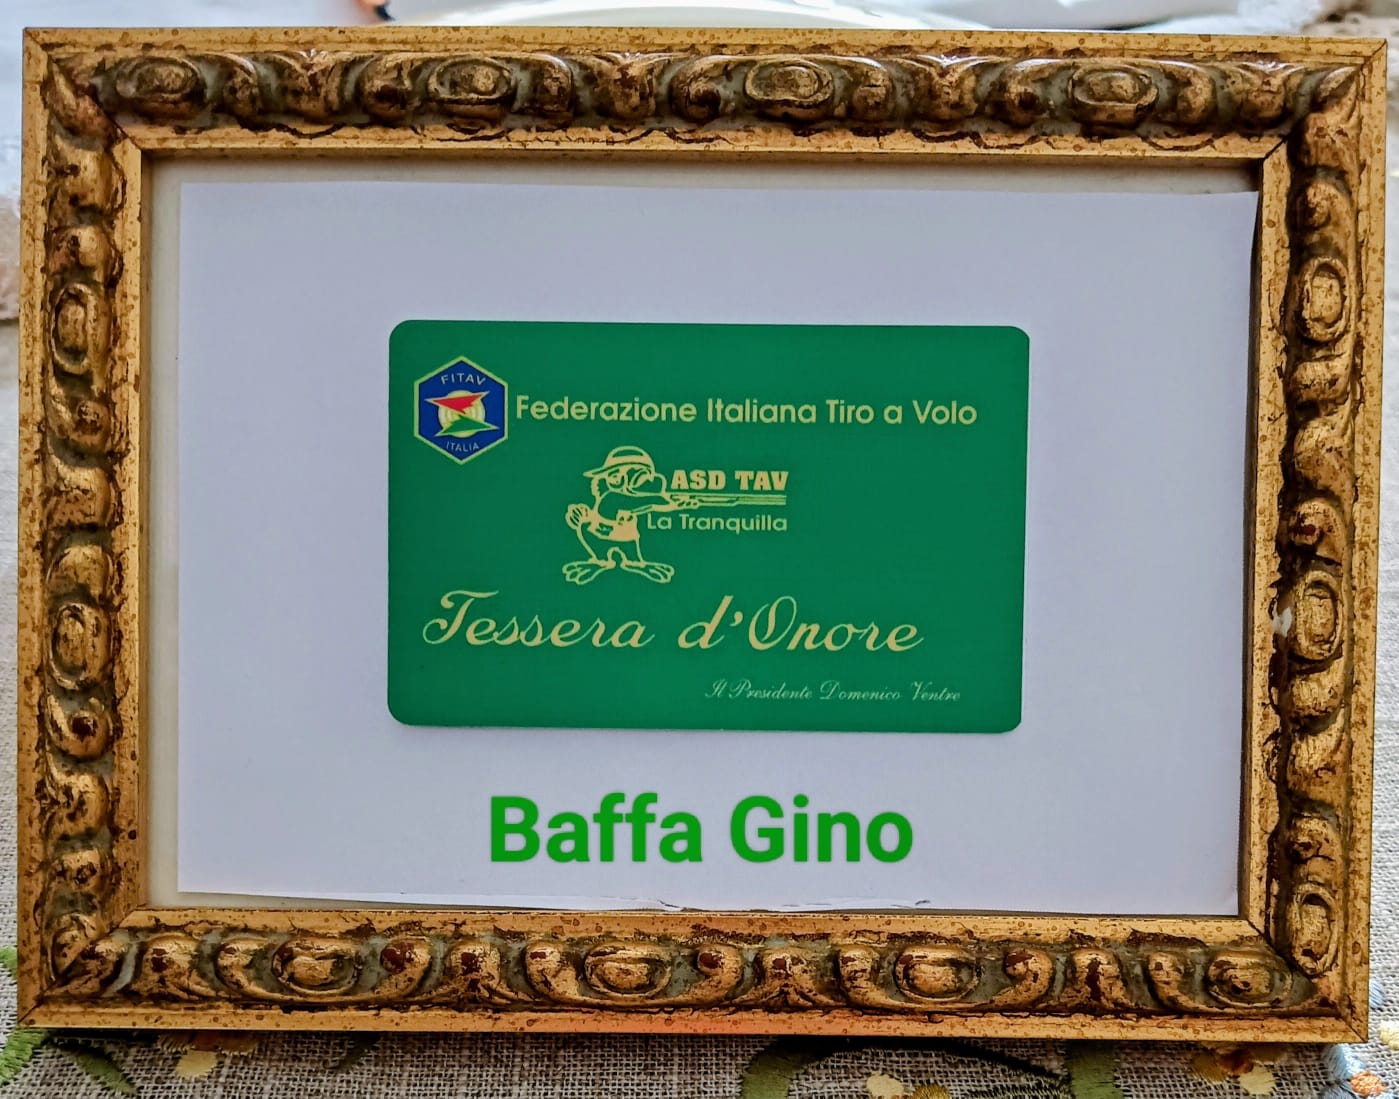 FITAV
ITALIA
Federazione Italiana Tiro a Volo
ASD TAV
La Tranquilla
Tessera d'Onore
Il Presidente Domenico Ventre
Baffa Gino